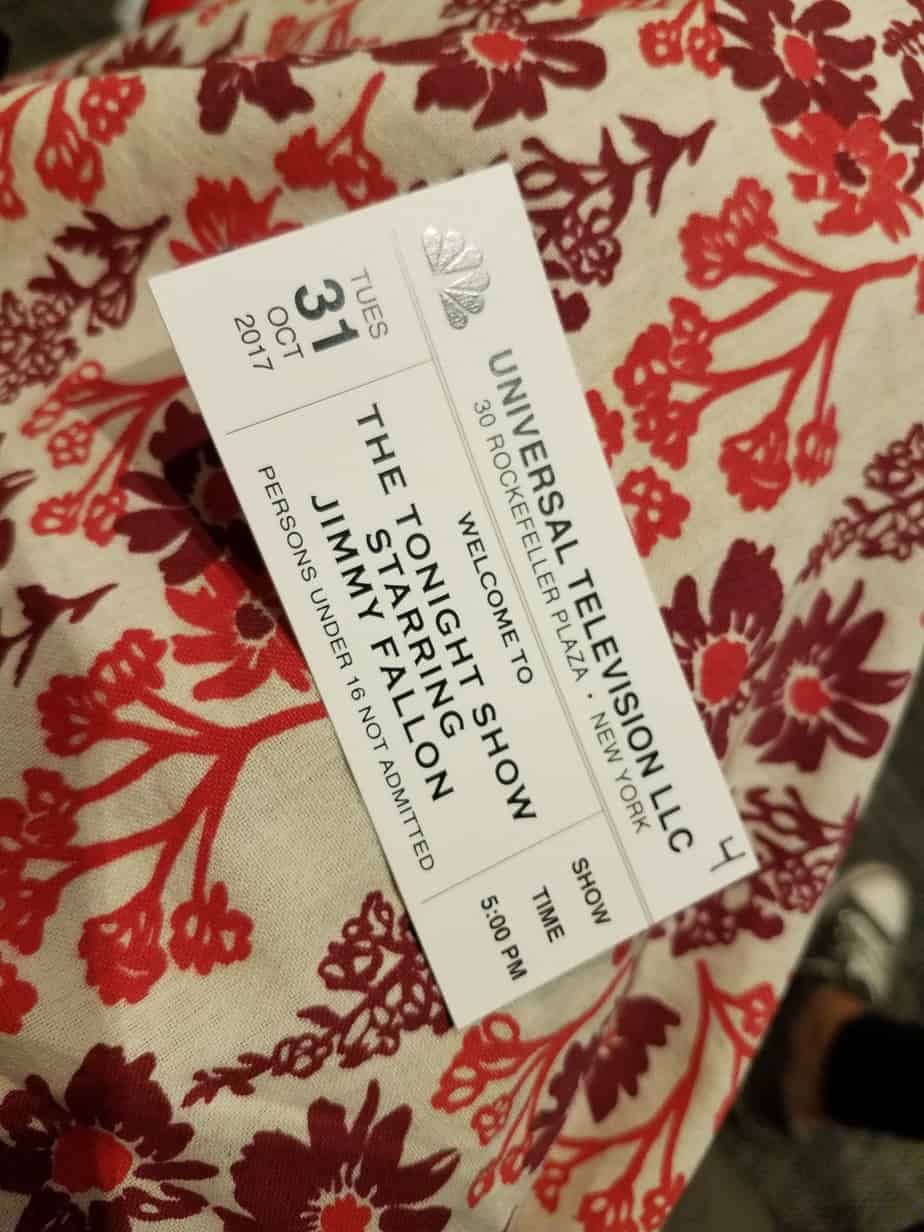 UNIVERSAL TELEVISION LLC
30 ROCKEFELLER PLAZA • NEW YORK
4
TUES
31
OCT
2017
WELCOME TO
THE TONIGHT SHOW
STARRING
JIMMY FALLON
PERSONS UNDER 16 NOT ADMITTED
SHOW
TIME
5:00 PM